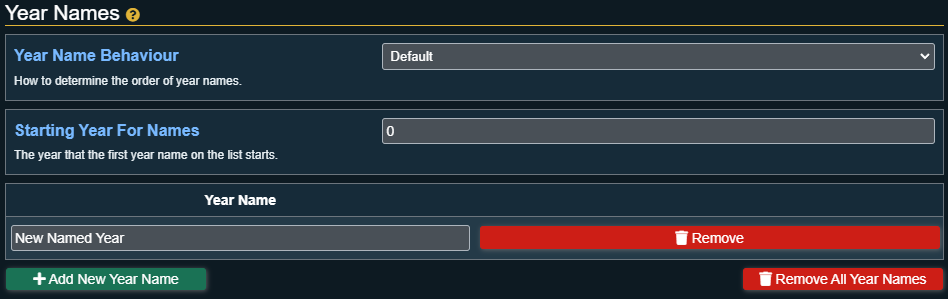 Year Names
Year Name Behaviour
Default
How to determine the order of year names.
Starting Year For Names
0
The year that the first year name on the list starts.
Year Name
New Named Year
Remove
Add New Year Name
Remove All Year Names